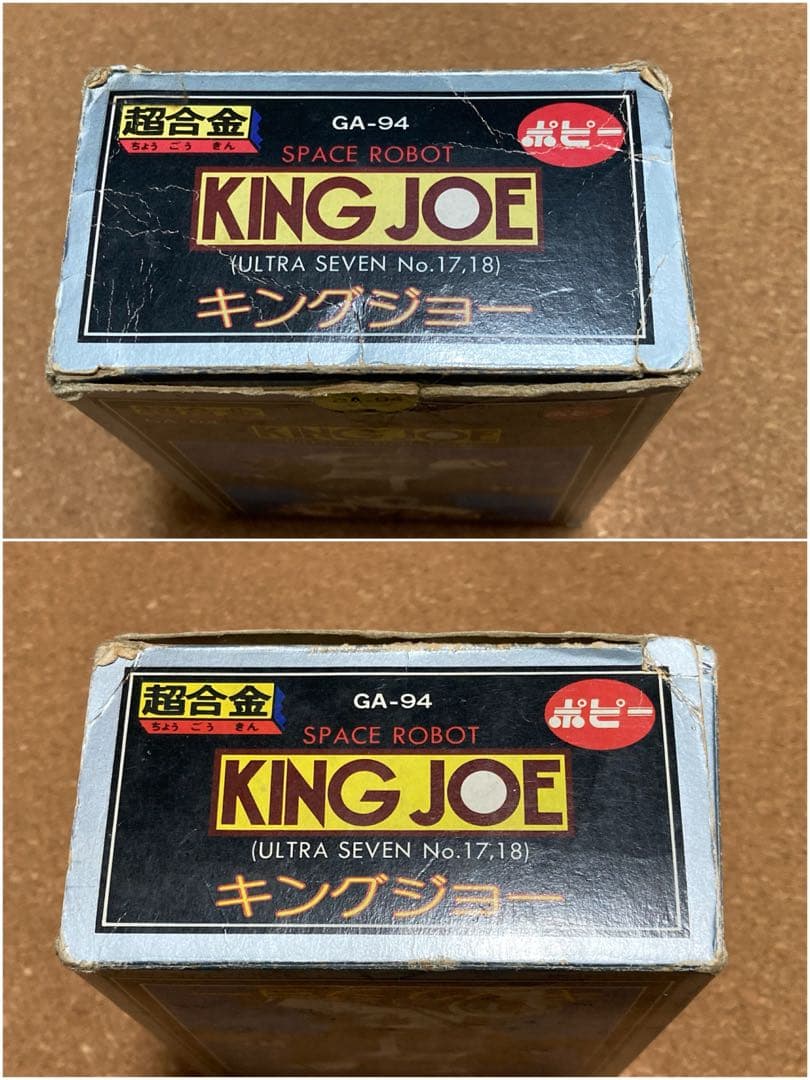 超合金
ちょう ごう きん
GA-94
ポピー
SPACE ROBOT
KING JOE
(ULTRA SEVEN No.17,18)
キングジョー
KING JOE
超合金
ちょう ごう きん
GA-94
ポピー
SPACE ROBOT
KING JOE
(ULTRA SEVEN No.17,18)
キングジョー